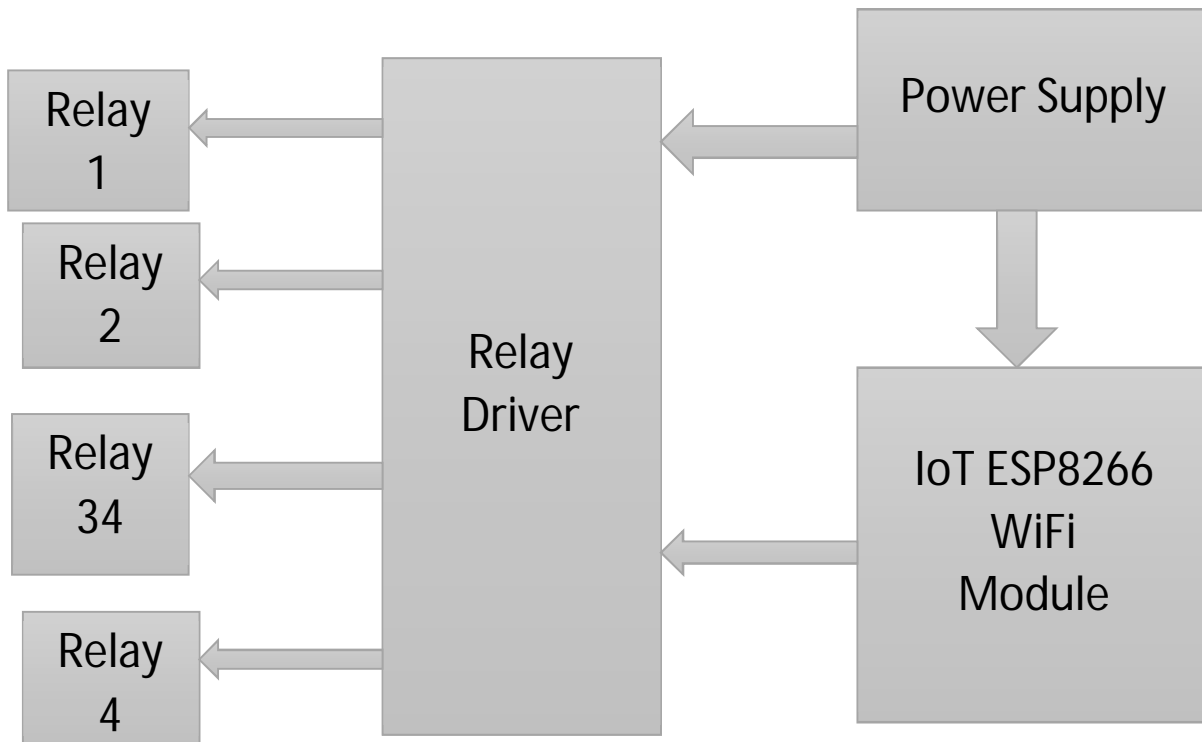 Relay
1
Relay
2
Relay
34
Relay
4
Relay
Driver
Power Supply
IoT ESP8266
WiFi
Module